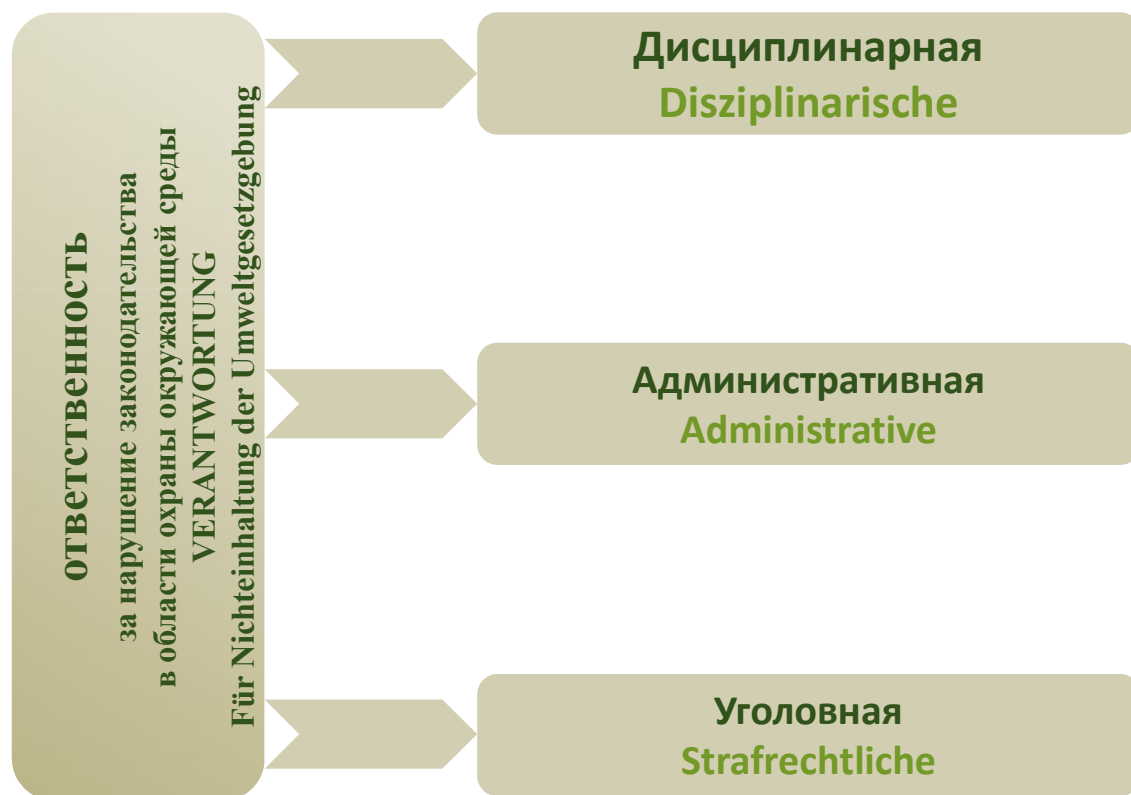 ответственность
за нарушение законодательства
в области охраны окружающей среды
VERANTWORTUNG
Für Nichteinhaltung der Umweltgesetzgebung
Дисциплинарная
Disziplinarische
Административная
Administrative
Уголовная
Strafrechtliche